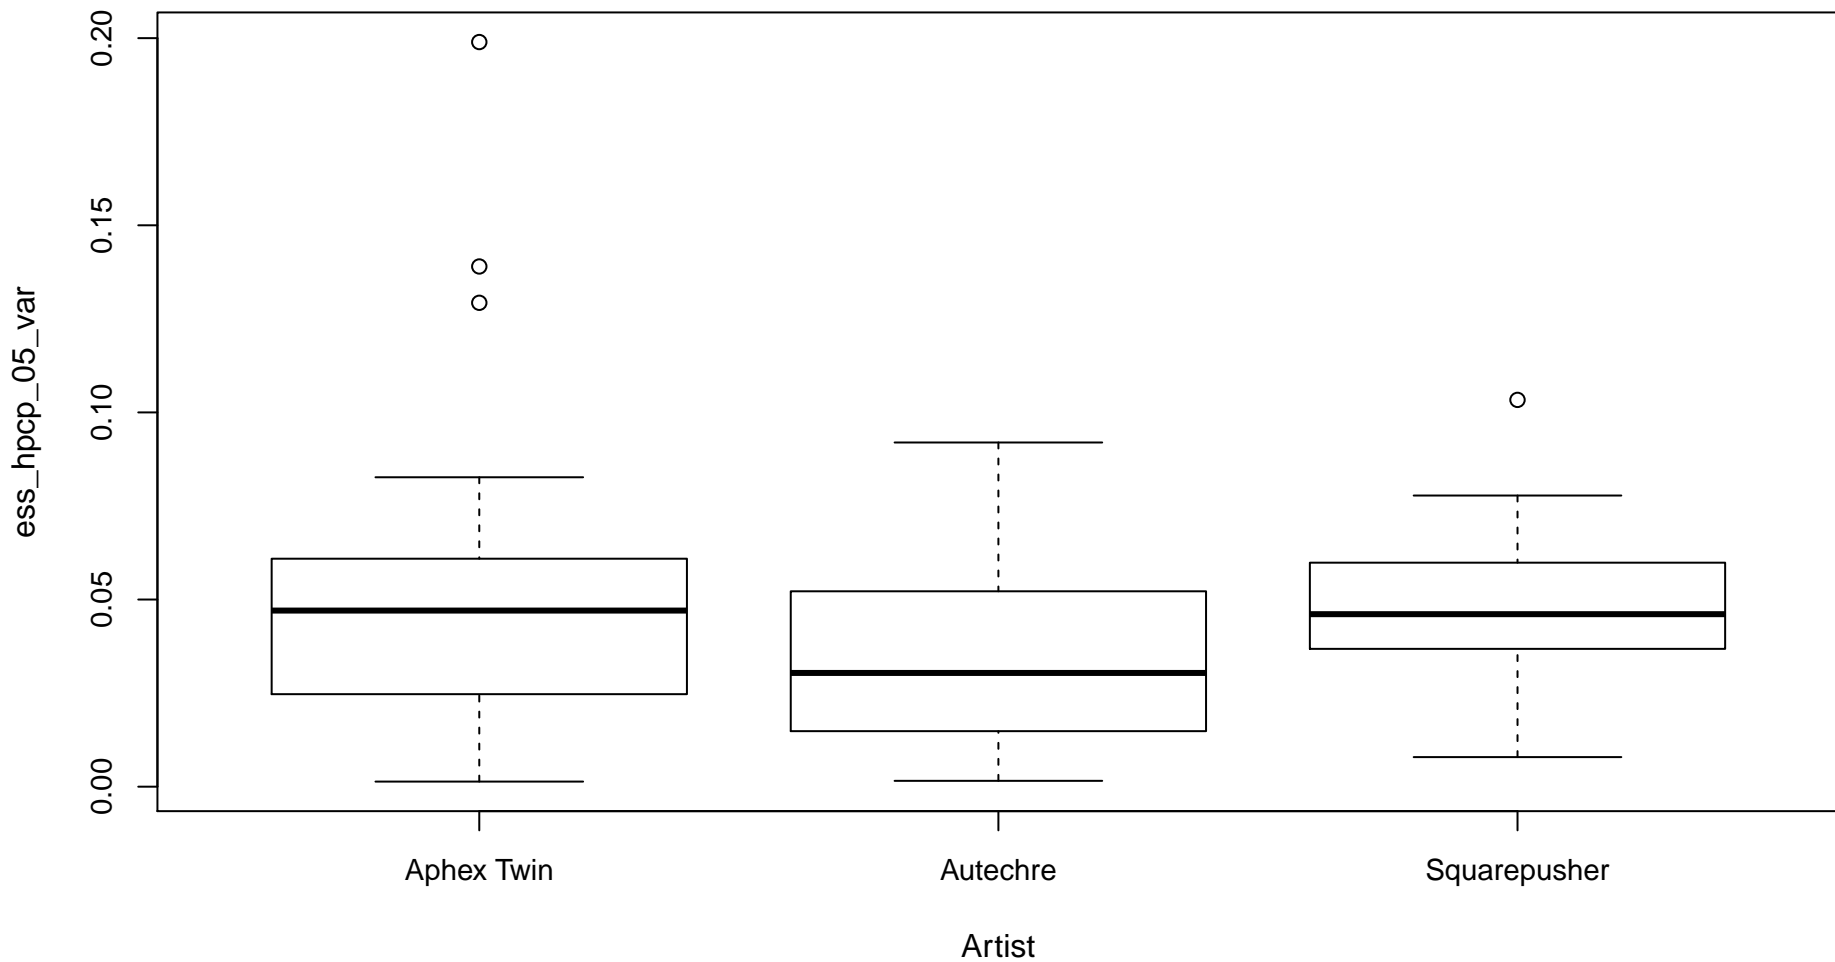 0.20
0.15
0.10
0.05
0.00
ess_hpcp_05_var
Aphex Twin
Autechre
Squarepusher
Artist